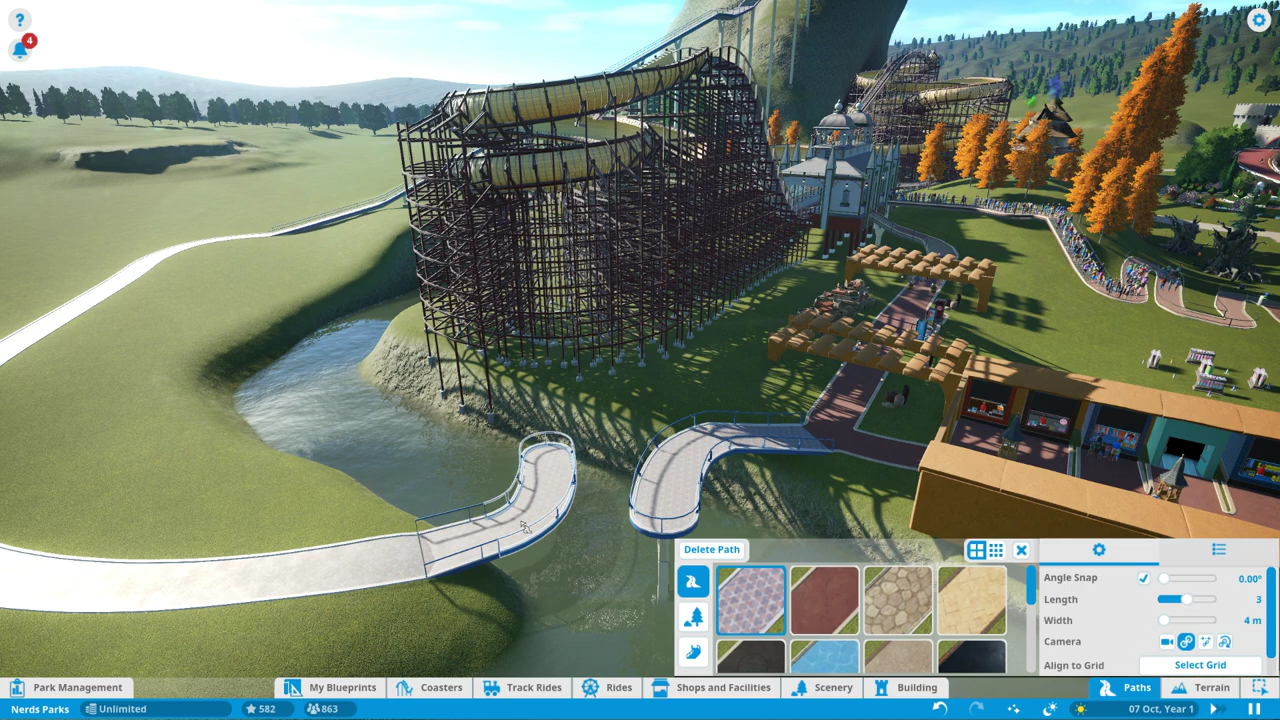 ?
4
Delete Path
Angle Snap 0.00°
Length 3
Width 4 m
Camera
Align to Grid Select Grid
Park Management
My Blueprints
Coasters
Track Rides
Rides
Shops and Facilities
Scenery
Building
Paths
Terrain
Nerds Parks
Unlimited
582
863
07 Oct, Year 1